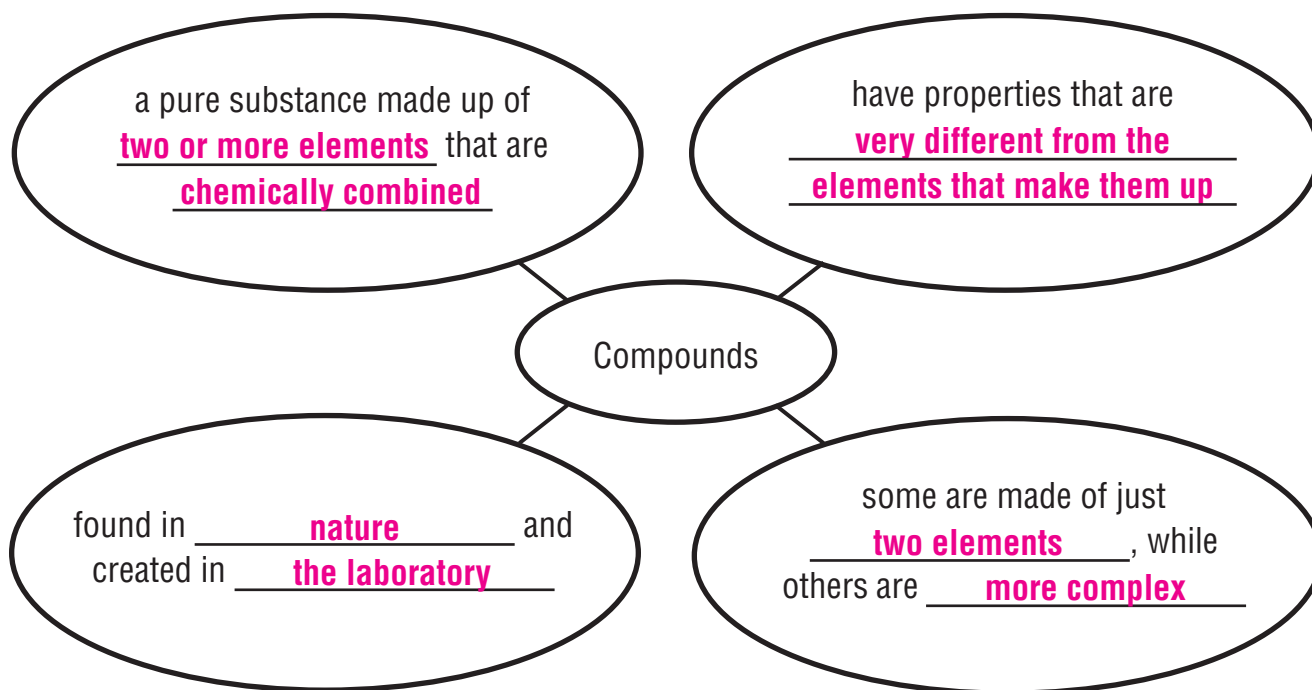 a pure substance made up of
two or more elements that are
chemically combined
have properties that are
very different from the
elements that make them up
Compounds
found in nature and
created in the laboratory
some are made of just
two elements, while
others are more complex